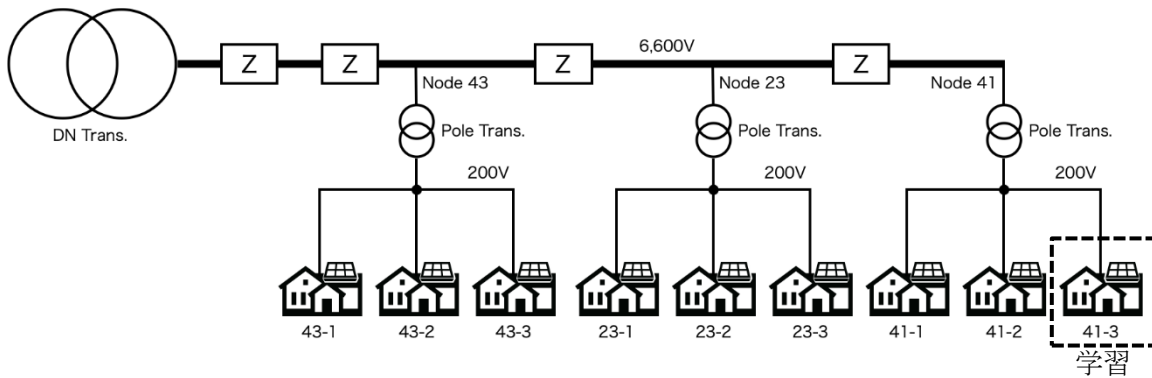 Z
Z
Z
Z
6,600V
Node 43
Node 23
Node 41
DN Trans.
Pole Trans.
Pole Trans.
Pole Trans.
200V
200V
200V
43-1
43-2
43-3
23-1
23-2
23-3
41-1
41-2
41-3
学習